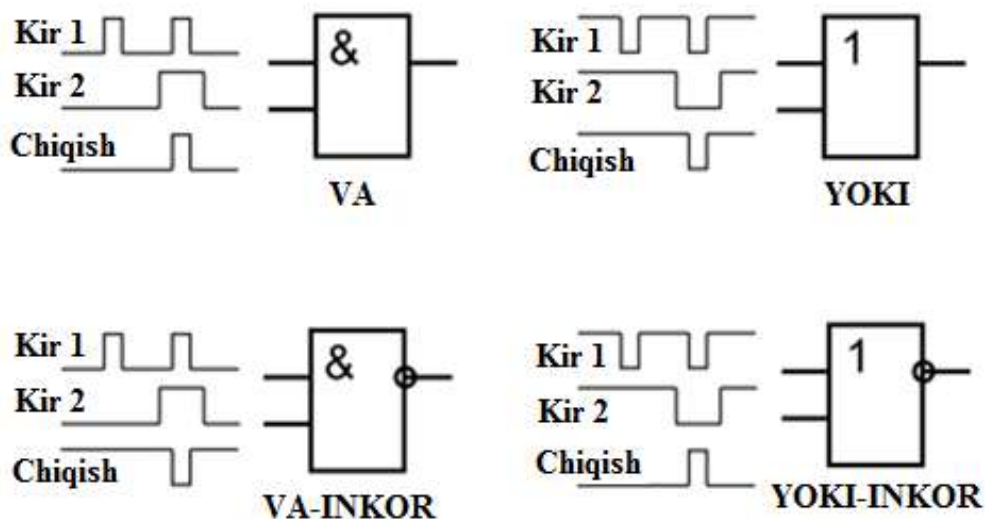 Kir 1
Kir 2
Chiqish
&
VA
Kir 1
Kir 2
Chiqish
1
YOKI
Kir 1
Kir 2
Chiqish
&
VA-INKOR
Kir 1
Kir 2
Chiqish
1
YOKI-INKOR